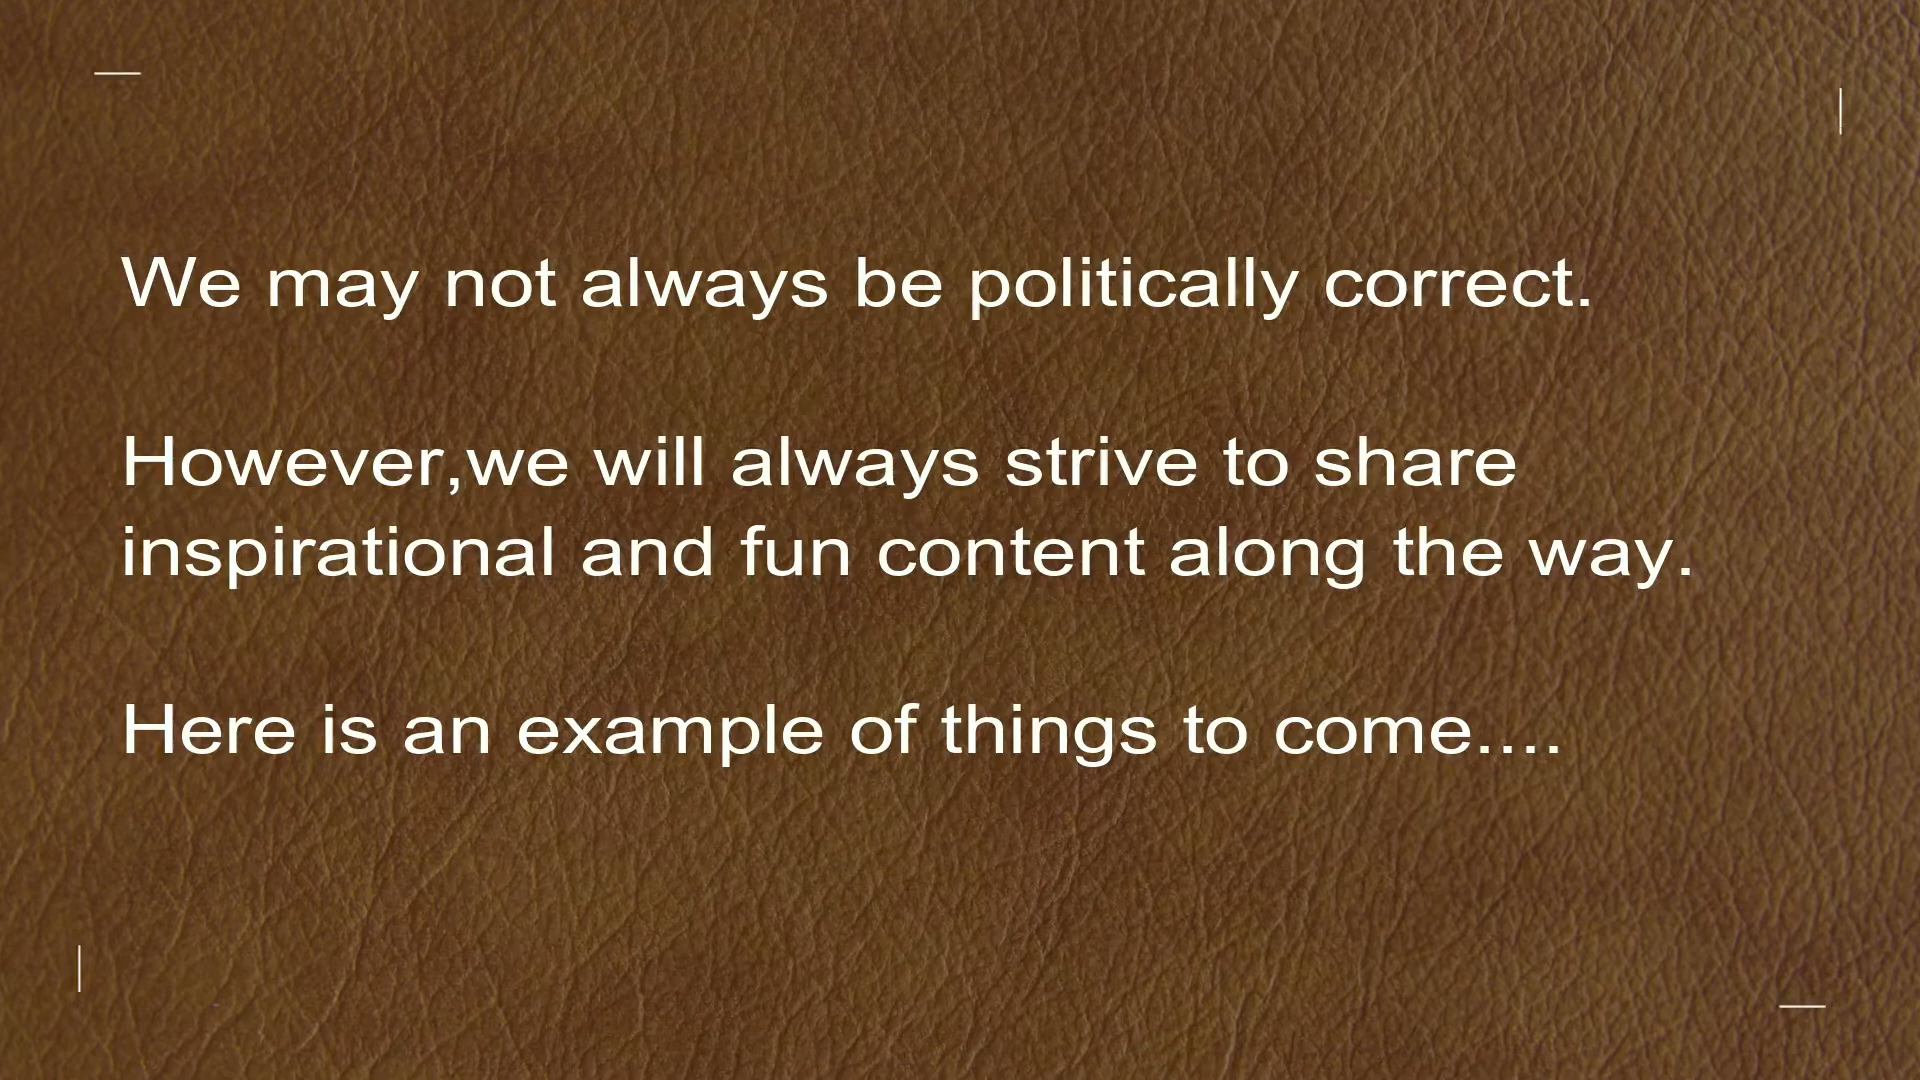 We may not always be politically correct.
However,we will always strive to share
inspirational and fun content along the way.
Here is an example of things to come....